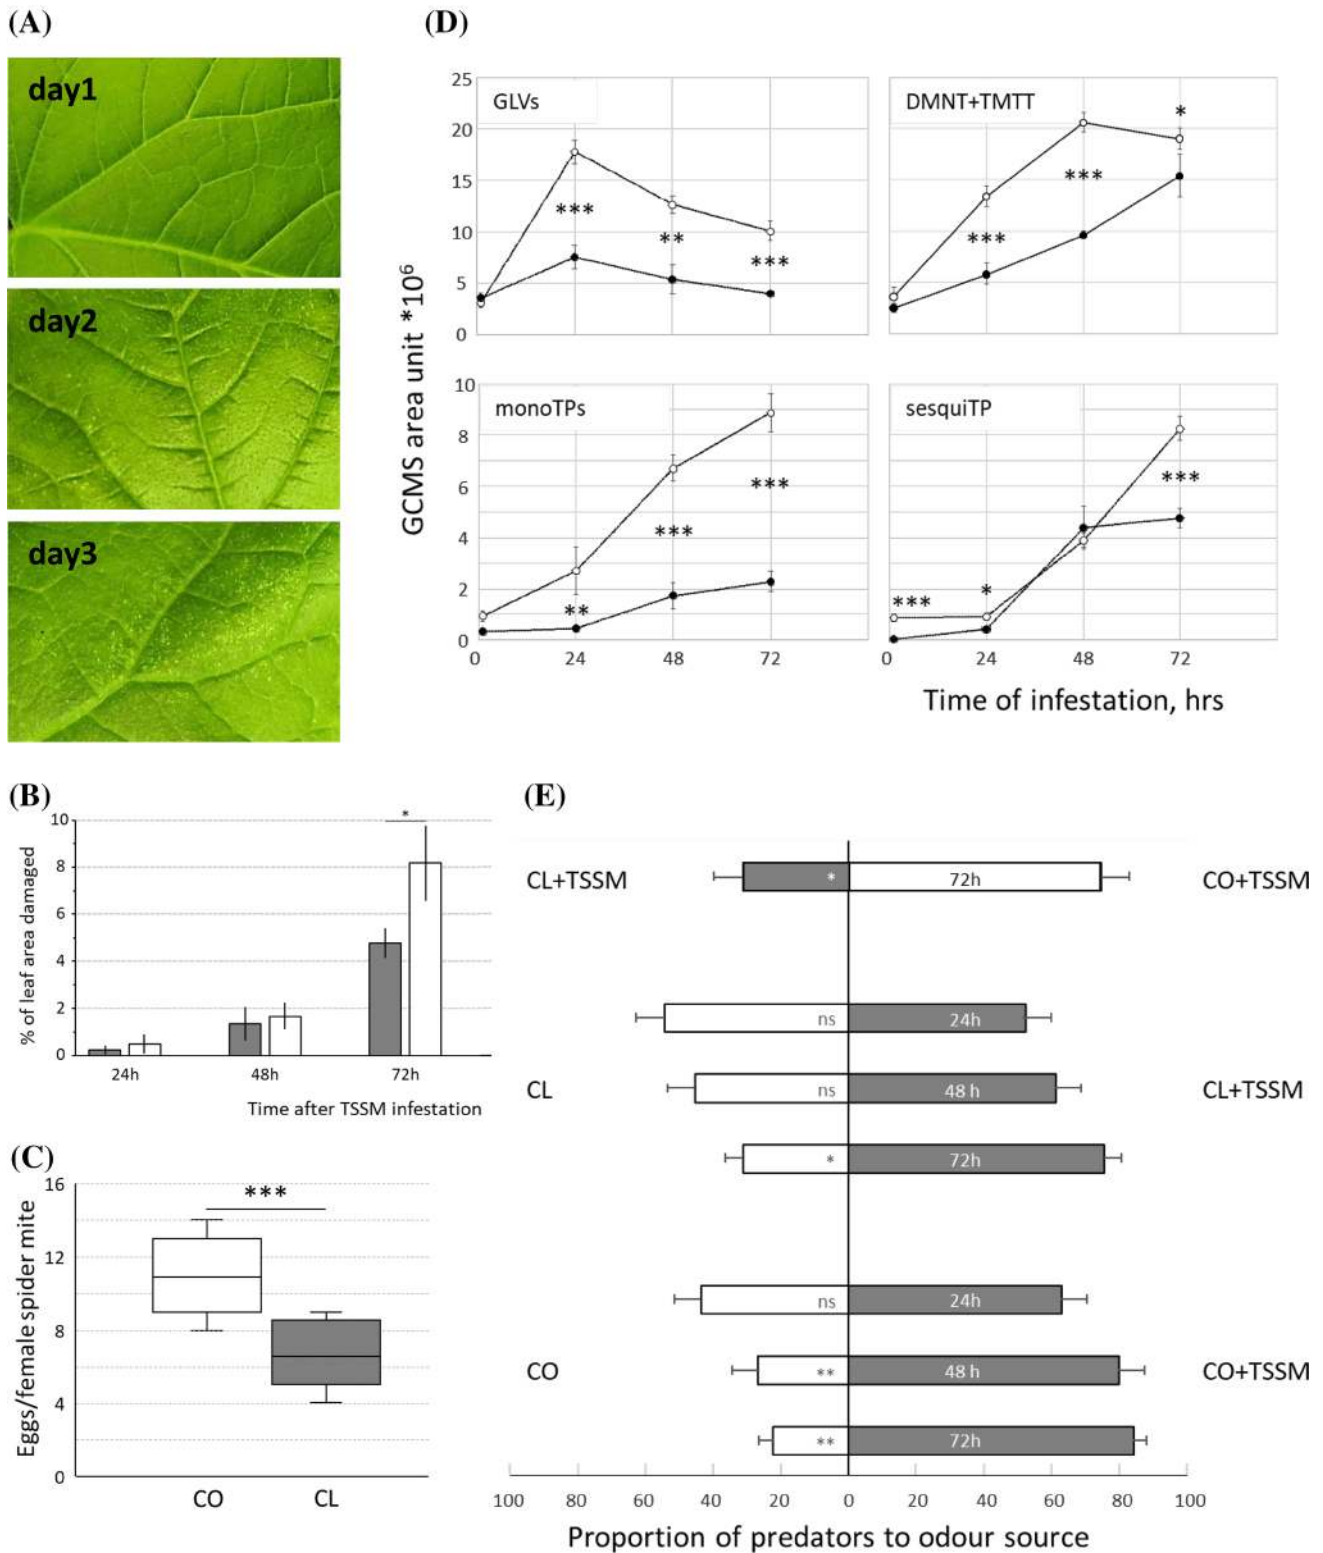 (A)
day1
day2
day3
(D)
GCMS area unit *10⁶
25
20
15
10
5
0
GLVs
***
**
***
DMNT+TMTT
***
***
*
10
8
6
4
2
0
monoTPs
**
***
***
0 24 48 72
sesquiTP
***
*
***
0 24 48 72
Time of infestation, hrs
(B)
% of leaf area damaged
10
8
6
4
2
0
*
24h 48h 72h
Time after TSSM infestation
(C)
Eggs/female spider mite
16
12
8
4
0
***
CO CL
(E)
CL+TSSM * 72h CO+TSSM
ns 24h
CL ns 48 h CL+TSSM
* 72h
ns 24h
CO ** 48 h CO+TSSM
** 72h
100 80 60 40 20 0 20 40 60 80 100
Proportion of predators to odour source